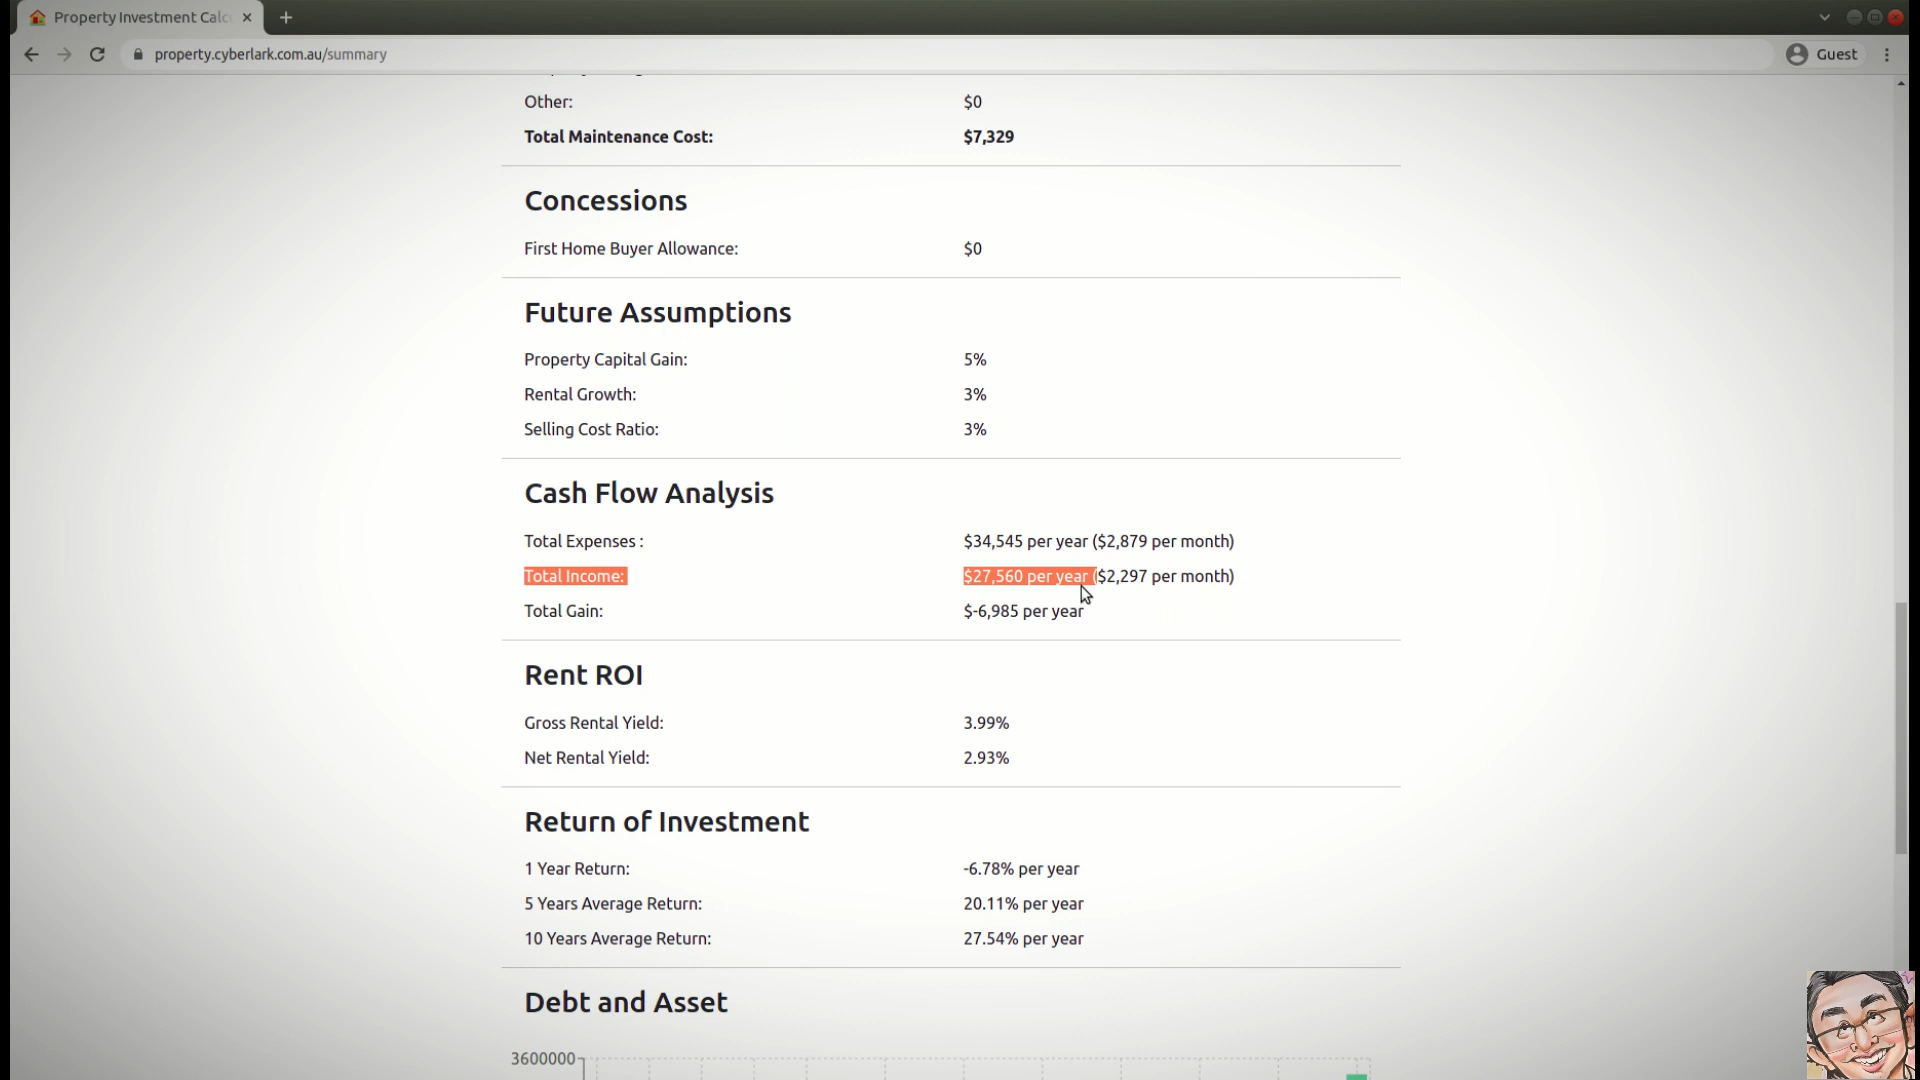 Property Investment Calc
property.cyberlark.com.au/summary
Guest
Other: $0
Total Maintenance Cost: $7,329
Concessions
First Home Buyer Allowance: $0
Future Assumptions
Property Capital Gain: 5%
Rental Growth: 3%
Selling Cost Ratio: 3%
Cash Flow Analysis
Total Expenses : $34,545 per year ($2,879 per month)
Total Income: $27,560 per year ($2,297 per month)
Total Gain: $-6,985 per year
Rent ROI
Gross Rental Yield: 3.99%
Net Rental Yield: 2.93%
Return of Investment
1 Year Return: -6.78% per year
5 Years Average Return: 20.11% per year
10 Years Average Return: 27.54% per year
Debt and Asset
3600000